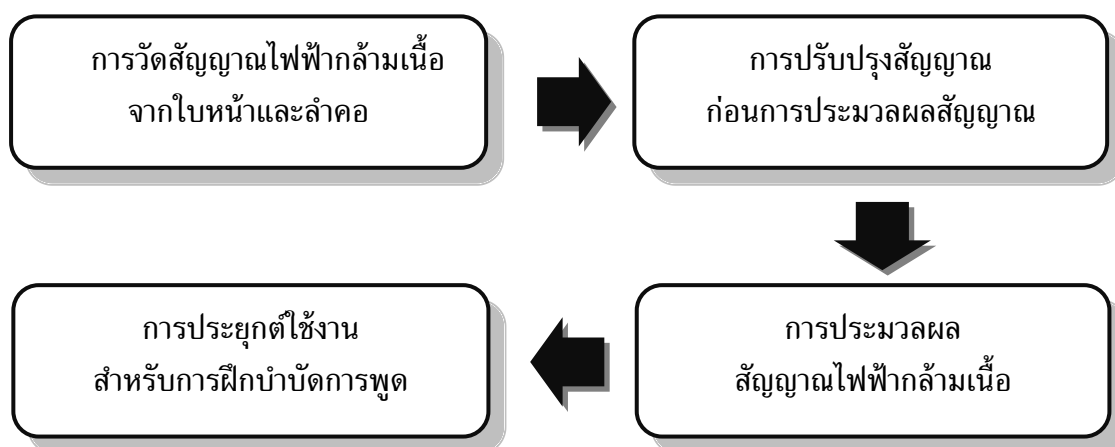 การวัดสัญญาณไฟฟ้ากล้ามเนื้อ
จากใบหน้าและลำคอ
การปรับปรุงสัญญาณ
ก่อนการประมวลผลสัญญาณ
การประมวลผล
สัญญาณไฟฟ้ากล้ามเนื้อ
การประยุกต์ใช้งาน
สำหรับการฝึกบำบัดการพูด